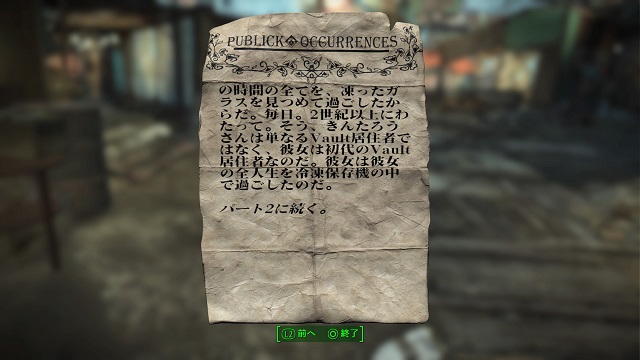 PUBLICK OCCURRENCES
の時間の全てを、凍ったガ
ラスを見つめて過ごしたか
らだ。毎日。2世紀以上にわ
たって。そう、きんたろう
さんは単なるVault居住者で
はなく、彼女は初代のVault
居住者なのだ。彼女は彼女
の全人生を冷凍保存機の中
で過ごしたのだ。
パート2に続く。
[L2 前へ ○ 終了]